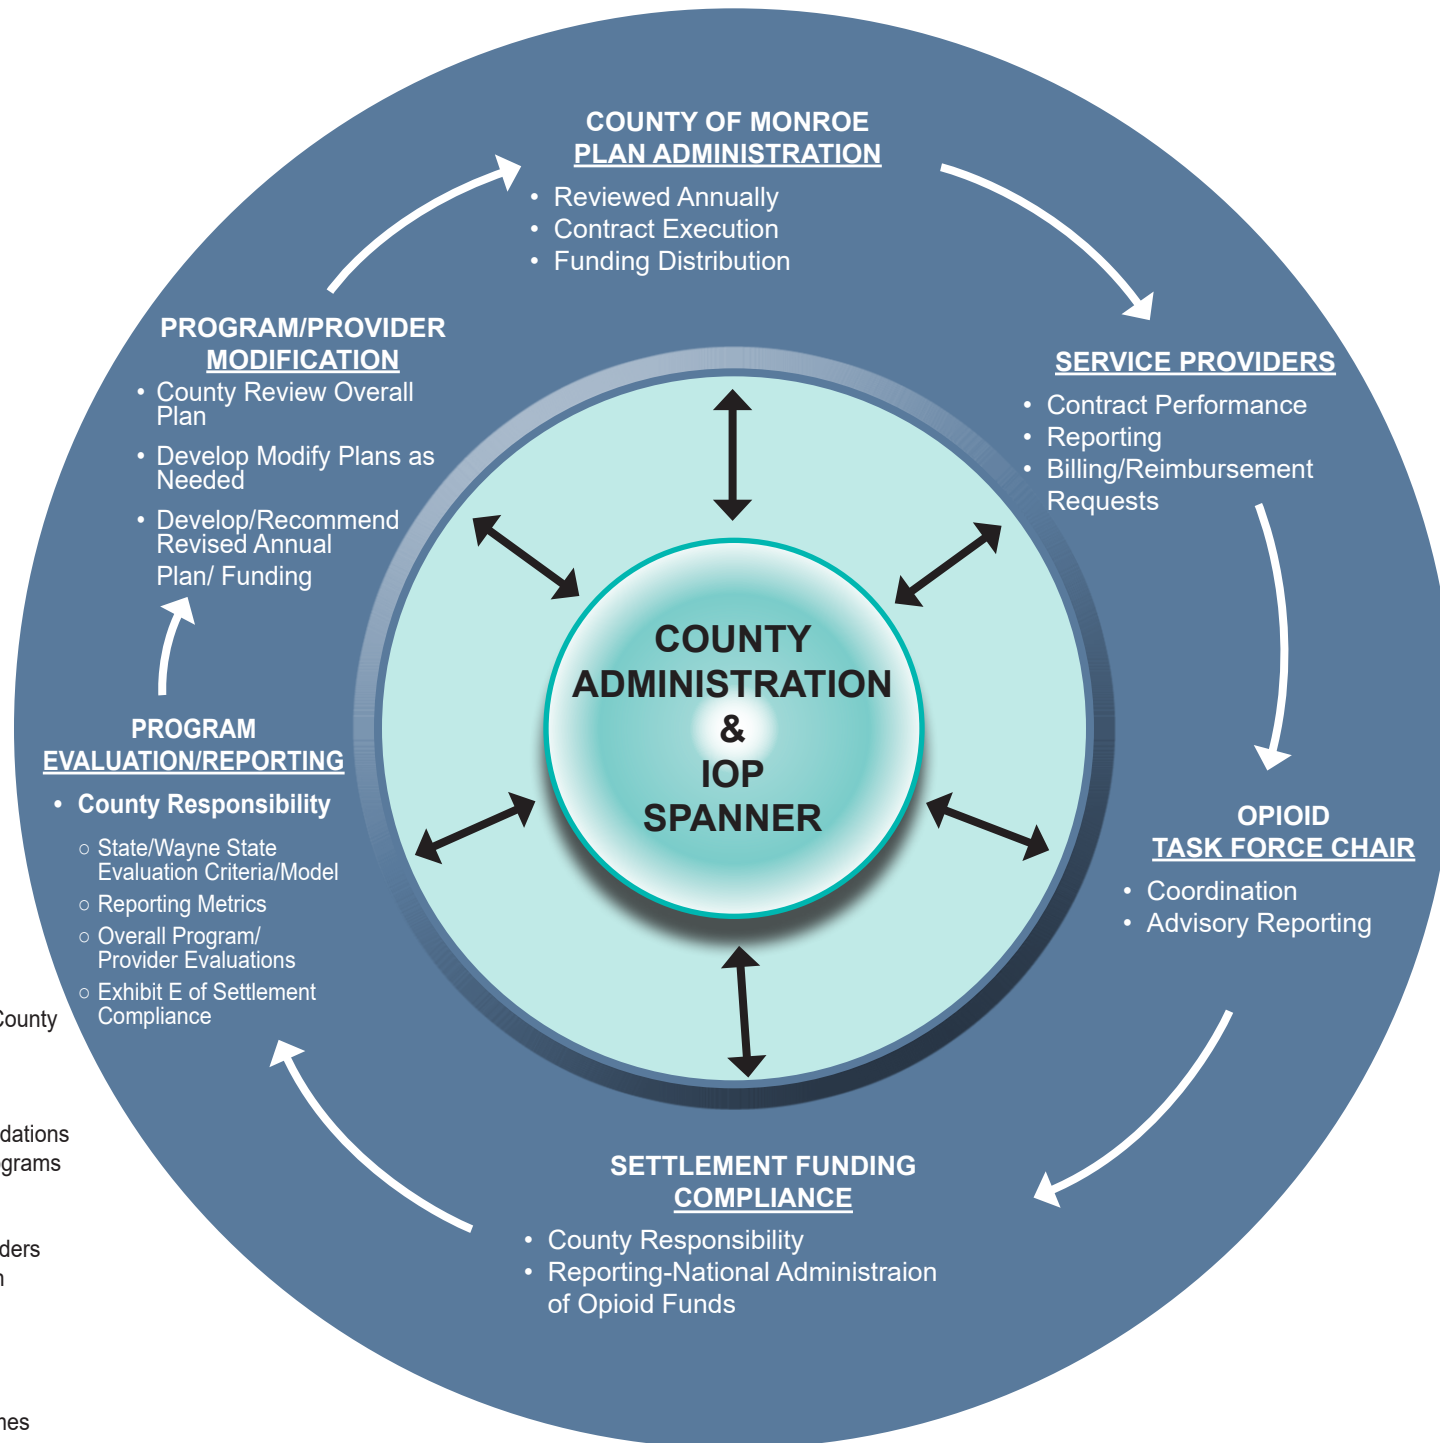 COUNTY OF MONROE
PLAN ADMINISTRATION
• Reviewed Annually
• Contract Execution
• Funding Distribution
SERVICE PROVIDERS
• Contract Performance
• Reporting
• Billing/Reimbursement
Requests
OPIOID
TASK FORCE CHAIR
• Coordination
• Advisory Reporting
SETTLEMENT FUNDING
COMPLIANCE
• County Responsibility
• Reporting-National Administraion
of Opioid Funds
PROGRAM
EVALUATION/REPORTING
• County Responsibility
○ State/Wayne State
Evaluation Criteria/Model
○ Reporting Metrics
○ Overall Program/
Provider Evaluations
○ Exhibit E of Settlement
Compliance
PROGRAM/PROVIDER
MODIFICATION
• County Review Overall
Plan
• Develop Modify Plans as
Needed
• Develop/Recommend
Revised Annual
Plan/ Funding
COUNTY
ADMINISTRATION
&
IOP
SPANNER
County